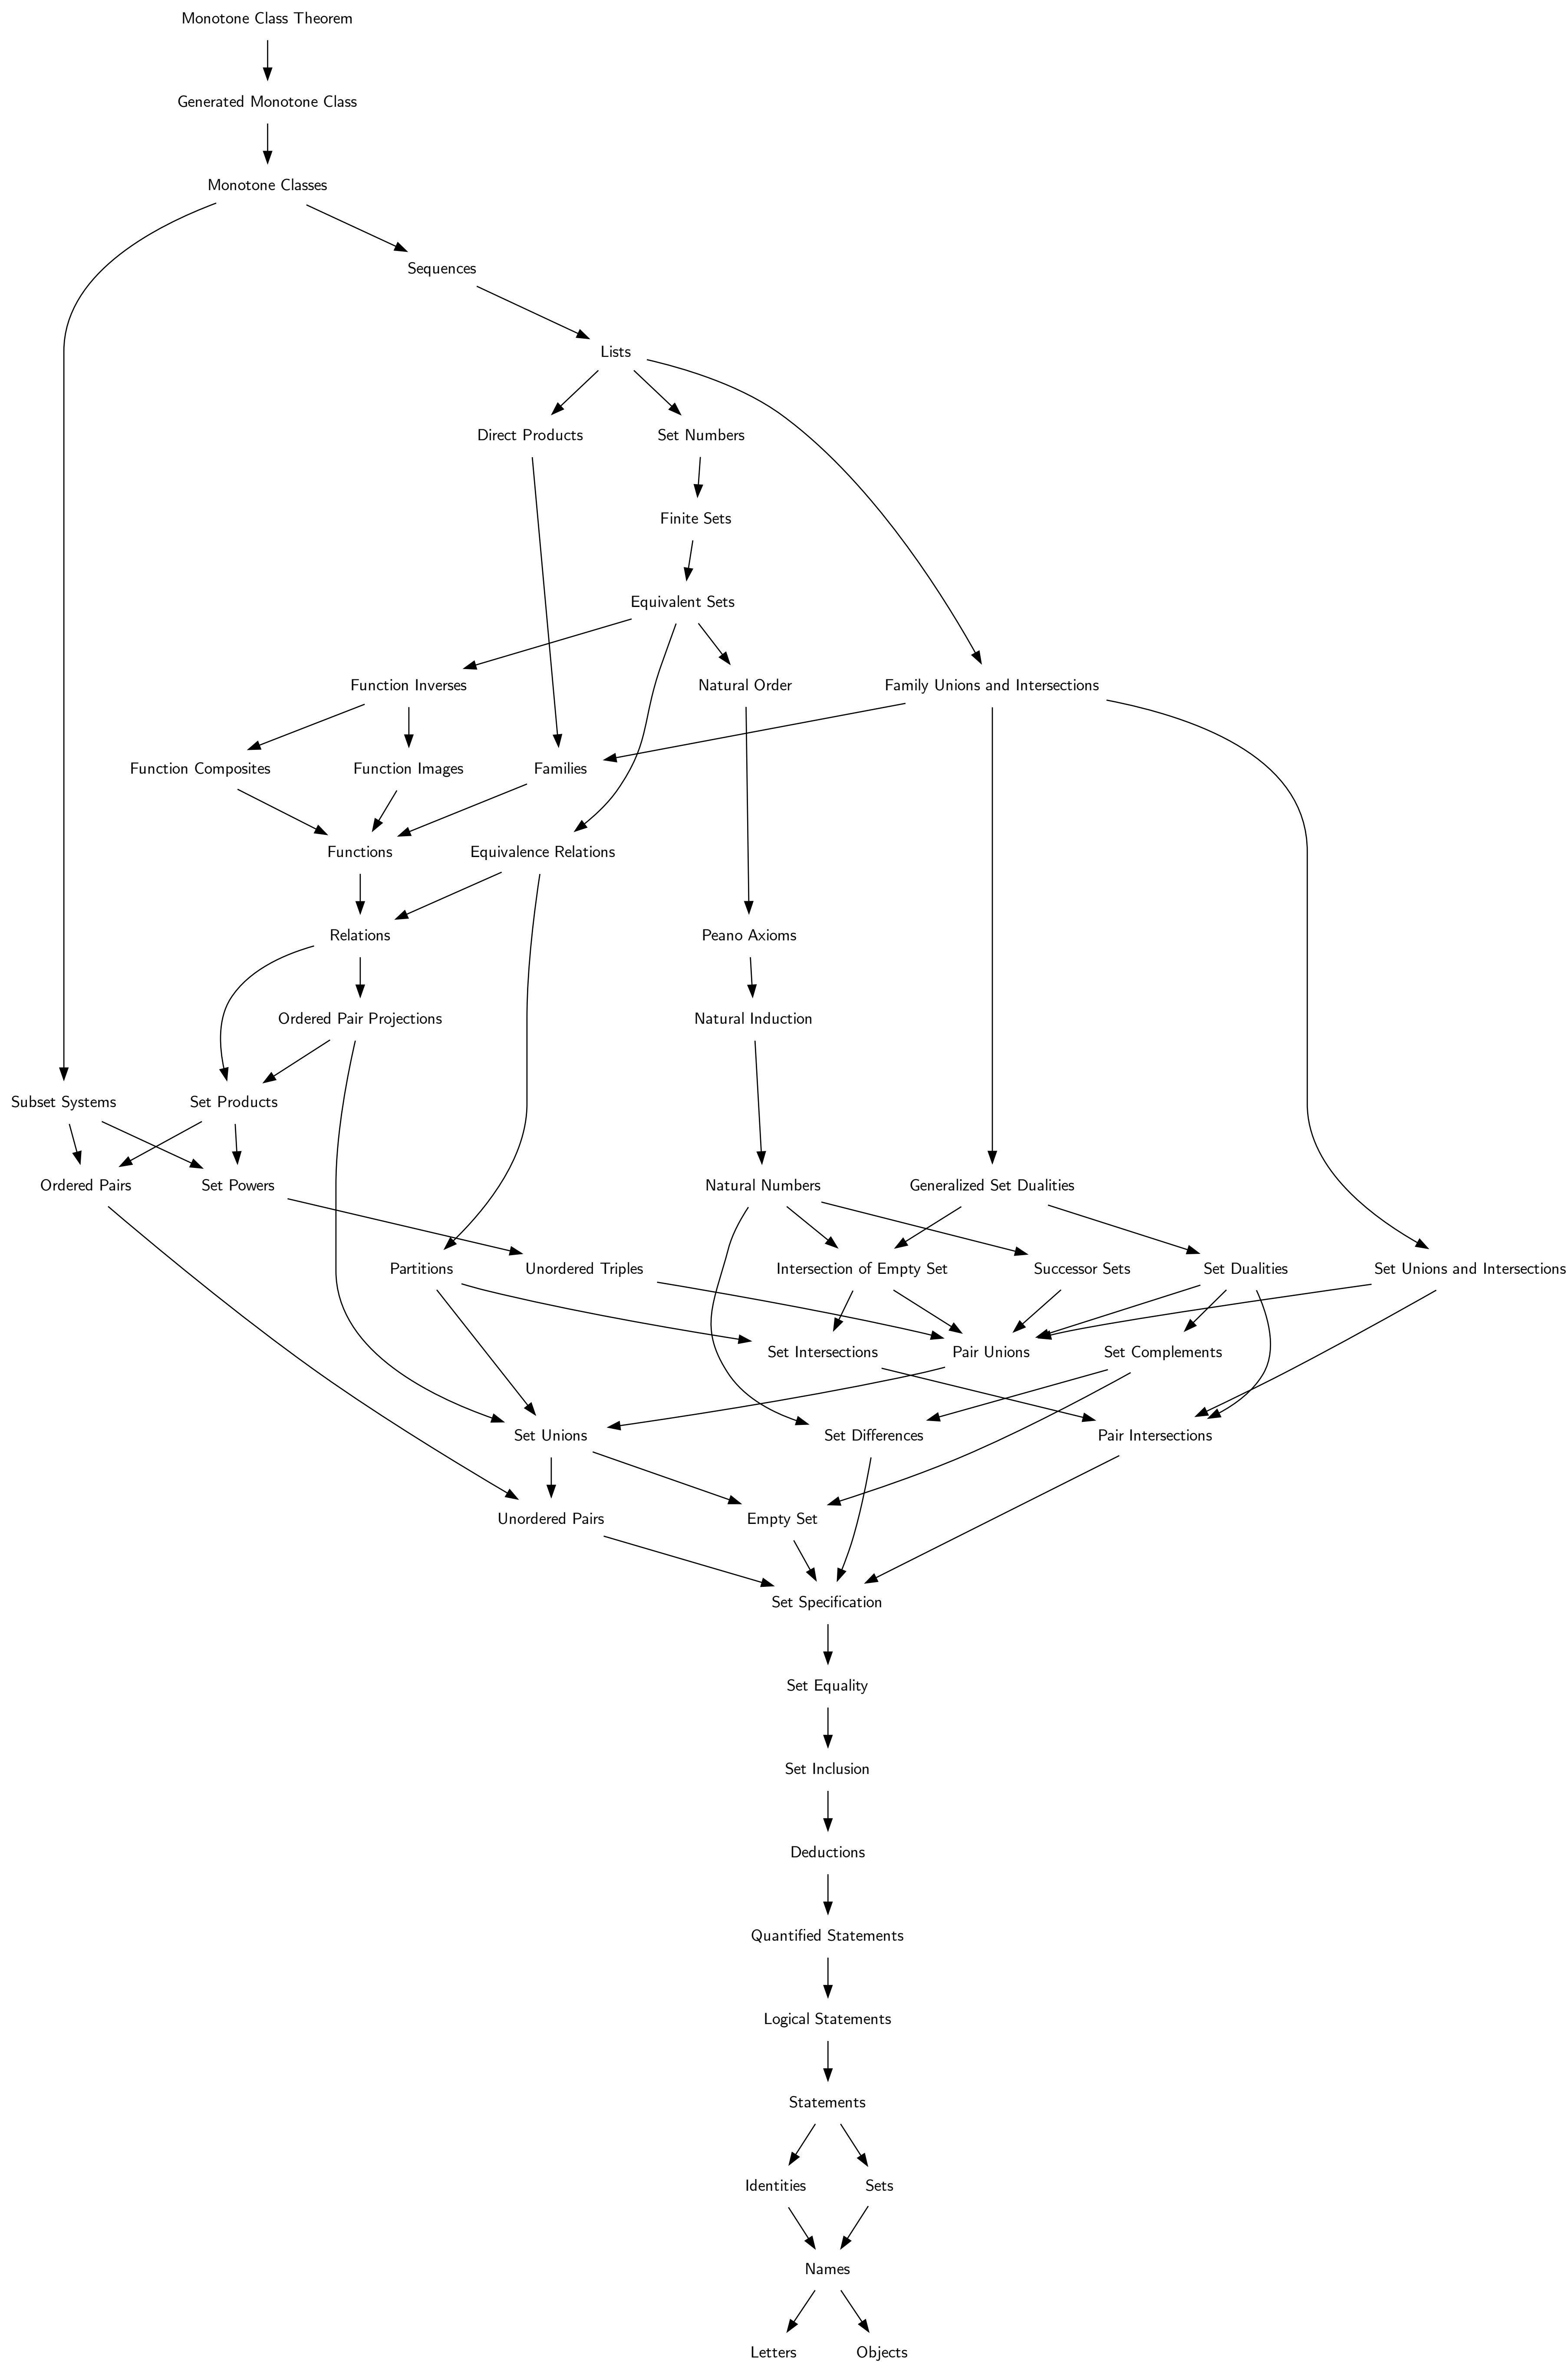 Monotone Class Theorem
Generated Monotone Class
Monotone Classes
Sequences
Lists
Direct Products
Set Numbers
Finite Sets
Equivalent Sets
Function Inverses
Natural Order
Family Unions and Intersections
Function Composites
Function Images
Families
Functions
Equivalence Relations
Relations
Peano Axioms
Ordered Pair Projections
Natural Induction
Subset Systems
Set Products
Ordered Pairs
Set Powers
Natural Numbers
Generalized Set Dualities
Partitions
Unordered Triples
Intersection of Empty Set
Successor Sets
Set Dualities
Set Unions and Intersections
Set Intersections
Pair Unions
Set Complements
Set Unions
Set Differences
Pair Intersections
Unordered Pairs
Empty Set
Set Specification
Set Equality
Set Inclusion
Deductions
Quantified Statements
Logical Statements
Statements
Identities
Sets
Names
Letters
Objects